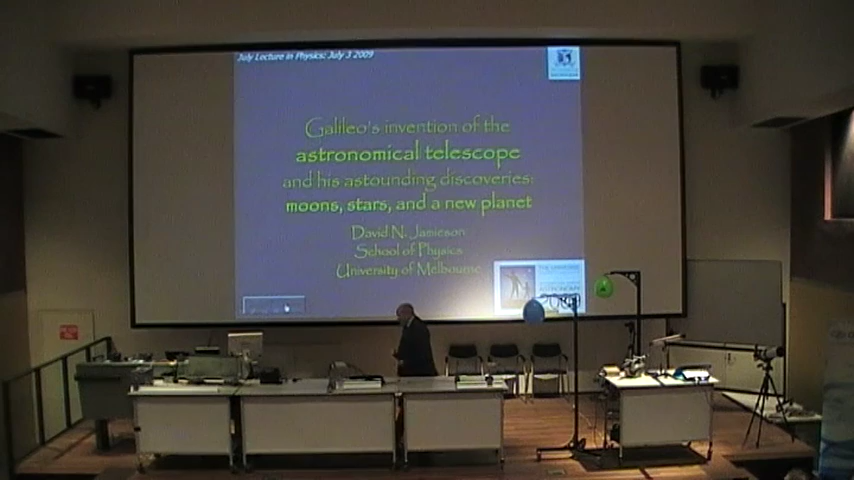 July Lecture in Physics: July 3 2009
Galileo's invention of the
astronomical telescope
and his astounding discoveries:
moons, stars, and a new planet
David N. Jamieson
School of Physics
University of Melbourne
2009